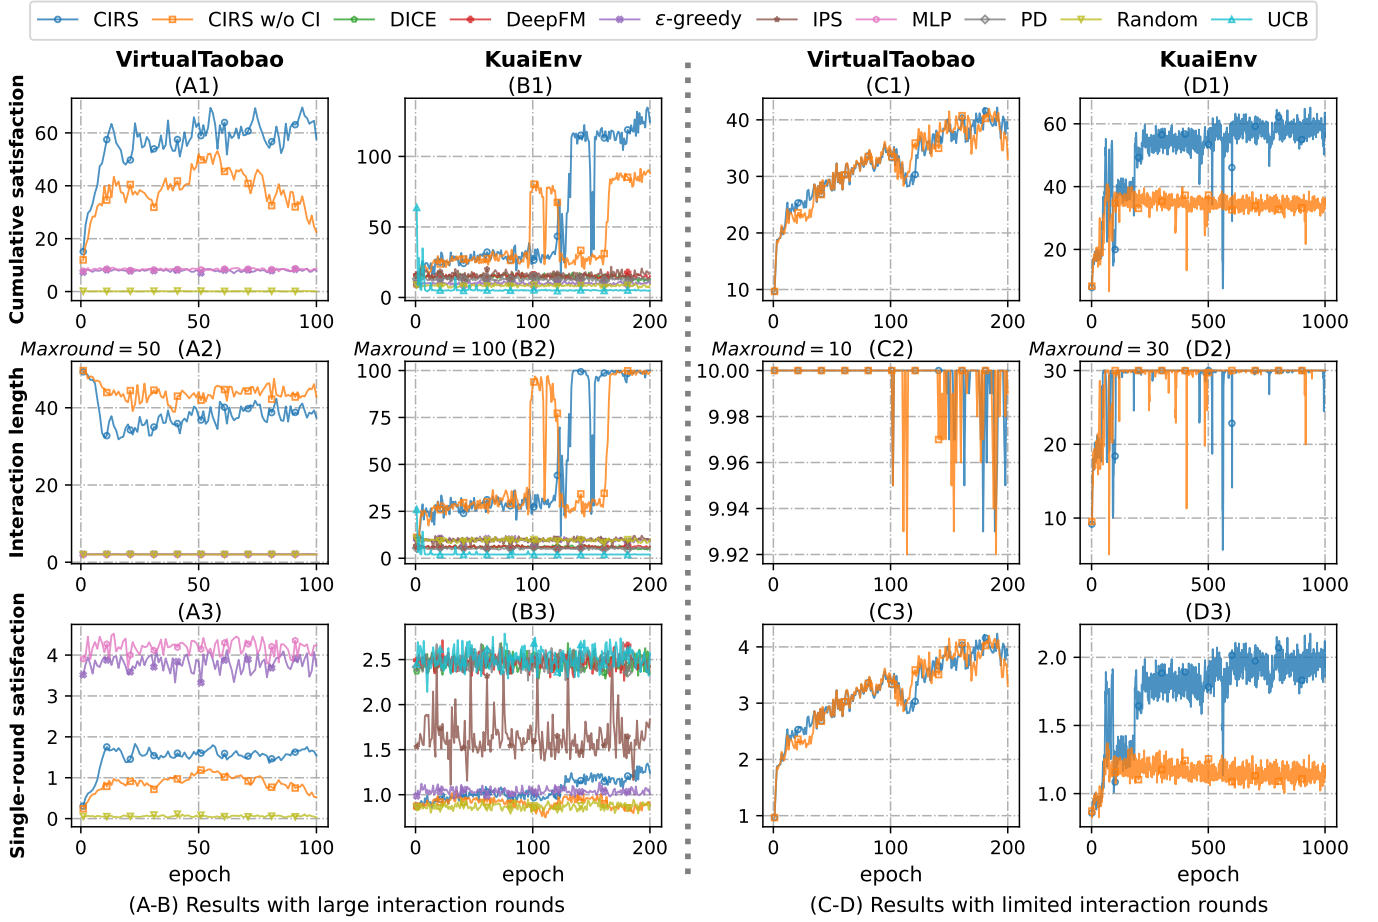 CIRS CIRS w/o CI DICE DeepFM ε-greedy IPS MLP PD Random UCB
VirtualTaobao KuaiEnv VirtualTaobao KuaiEnv
(A1) (B1) (C1) (D1)
Cumulative satisfaction
60
40
20
0
0 50 100
100
50
0
0 100 200
40
30
20
10
0 100 200
60
40
20
0 500 1000
Maxround = 50 (A2) Maxround = 100 (B2) Maxround = 10 (C2) Maxround = 30 (D2)
Interaction length
40
20
0
0 50 100
100
75
50
25
0
0 100 200
10.00
9.98
9.96
9.94
9.92
0 100 200
30
20
10
0 500 1000
(A3) (B3) (C3) (D3)
Single-round satisfaction
4
3
2
1
0
0 50 100
2.5
2.0
1.5
1.0
0 100 200
4
3
2
1
0 100 200
2.0
1.5
1.0
0 500 1000
epoch epoch epoch epoch
(A-B) Results with large interaction rounds (C-D) Results with limited interaction rounds